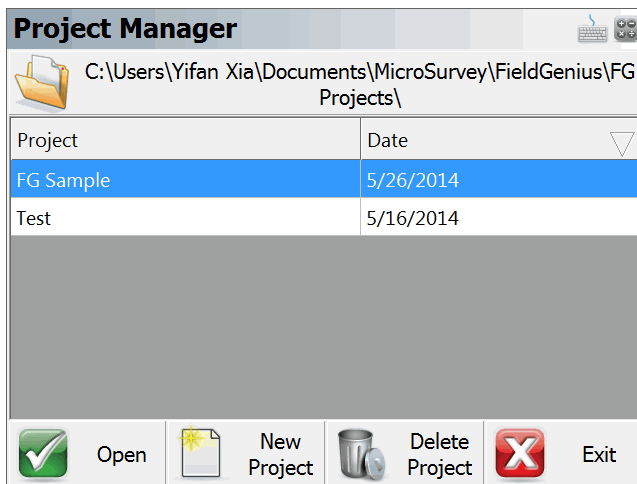 Project Manager
C:\Users\Yifan Xia\Documents\MicroSurvey\FieldGenius\FG
Projects\
Project Date
FG Sample 5/26/2014
Test 5/16/2014
Open New Project Delete Project Exit